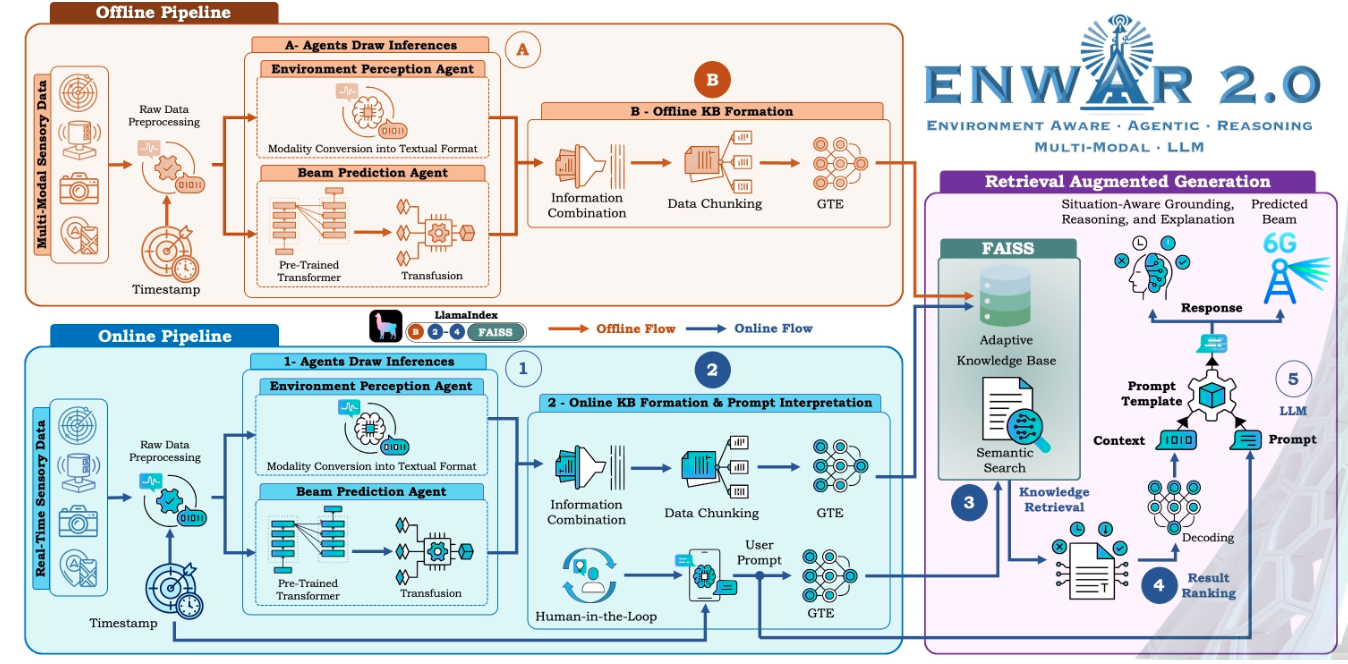 Offline Pipeline
Multi-Modal Sensory Data
Raw Data
Preprocessing
Timestamp
A- Agents Draw Inferences
A
Environment Perception Agent
01011
Modality Conversion into Textual Format
Beam Prediction Agent
Pre-Trained
Transformer
Transfusion
B
B - Offline KB Formation
Information
Combination
Data Chunking
GTE
ENWAR 2.0
ENVIRONMENT AWARE · AGENTIC · REASONING
MULTI-MODAL · LLM
LlamaIndex
B 2-4 FAISS
Offline Flow
Online Flow
Online Pipeline
Real-Time Sensory Data
Raw Data
Preprocessing
01011
Timestamp
1- Agents Draw Inferences
1
Environment Perception Agent
01011
Modality Conversion into Textual Format
Beam Prediction Agent
Pre-Trained
Transformer
Transfusion
2
2 - Online KB Formation & Prompt Interpretation
Information
Combination
Data Chunking
GTE
Human-in-the-Loop
User
Prompt
GTE
Retrieval Augmented Generation
Situation-Aware Grounding,
Reasoning, and Explanation
Predicted
Beam
6G
FAISS
Adaptive
Knowledge Base
Semantic
Search
Response
Prompt
Template
5
LLM
Context
1010
Prompt
3
Knowledge
Retrieval
Decoding
T
4
Result
Ranking